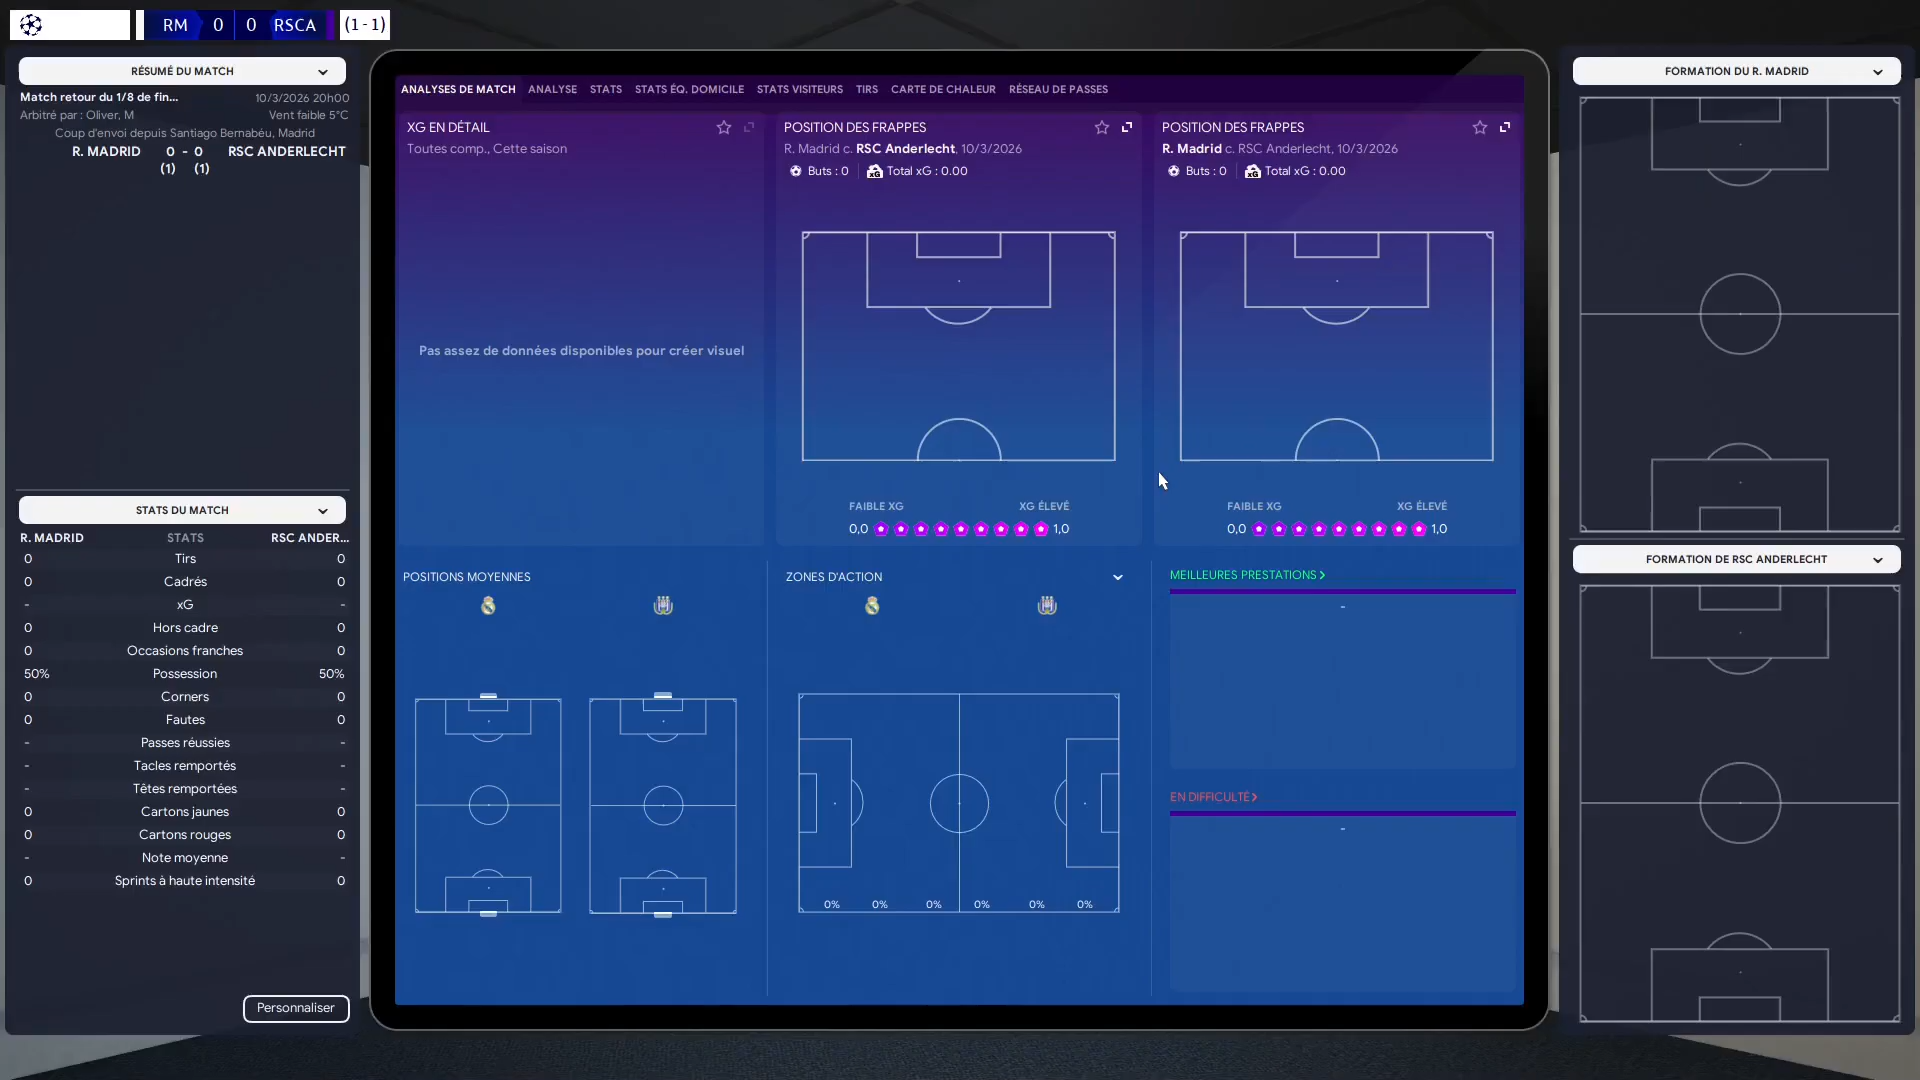 RM 0 0 RSCA (1 - 1)
RÉSUMÉ DU MATCH
Match retour du 1/8 de fin... 10/3/2026 20h00
Arbitré par : Oliver, M Vent faible 5°C
Coup d'envoi depuis Santiago Bernabéu, Madrid
R. MADRID 0 - 0 RSC ANDERLECHT
(1) (1)
STATS DU MATCH
R. MADRID STATS RSC ANDER...
0 Tirs 0
0 Cadrés 0
- xG -
0 Hors cadre 0
0 Occasions franches 0
50% Possession 50%
0 Corners 0
0 Fautes 0
- Passes réussies -
- Tacles remportés -
- Têtes remportées -
0 Cartons jaunes 0
0 Cartons rouges 0
- Note moyenne -
0 Sprints à haute intensité 0
Personnaliser
ANALYSES DE MATCH ANALYSE STATS STATS ÉQ. DOMICILE STATS VISITEURS TIRS CARTE DE CHALEUR RÉSEAU DE PASSES
XG EN DÉTAIL
Toutes comp., Cette saison
Pas assez de données disponibles pour créer visuel
POSITION DES FRAPPES
R. Madrid c. RSC Anderlecht, 10/3/2026
Buts : 0 xG Total xG : 0.00
FAIBLE XG XG ÉLEVÉ
0,0 1,0
POSITION DES FRAPPES
R. Madrid c. RSC Anderlecht, 10/3/2026
Buts : 0 xG Total xG : 0.00
FAIBLE XG XG ÉLEVÉ
0,0 1,0
POSITIONS MOYENNES
ZONES D'ACTION
0% 0% 0% 0% 0% 0%
MEILLEURES PRESTATIONS >
-
EN DIFFICULTÉ >
-
FORMATION DU R. MADRID
FORMATION DE RSC ANDERLECHT